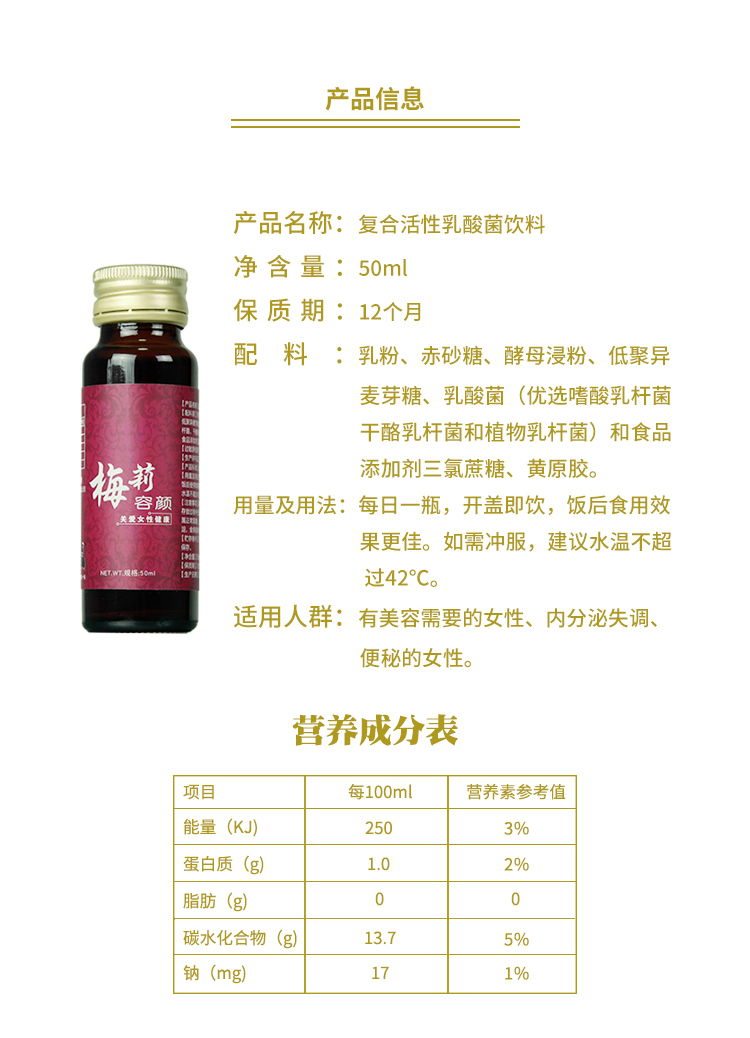 产品信息
产品名称：复合活性乳酸菌饮料
净含量：50ml
保质期：12个月
配料：乳粉、赤砂糖、酵母浸粉、低聚异
麦芽糖、乳酸菌（优选嗜酸乳杆菌
干酪乳杆菌和植物乳杆菌）和食品
添加剂三氯蔗糖、黄原胶。
用量及用法：每日一瓶，开盖即饮，饭后食用效
果更佳。如需冲服，建议水温不超
过42℃。
适用人群：有美容需要的女性、内分泌失调、
便秘的女性。
梅莉
容颜
关爱女性健康
NET.WT.规格:50ml
营养成分表
项目 每100ml 营养素参考值
能量（KJ) 250 3%
蛋白质（g) 1.0 2%
脂肪（g) 0 0
碳水化合物（g) 13.7 5%
钠（mg) 17 1%